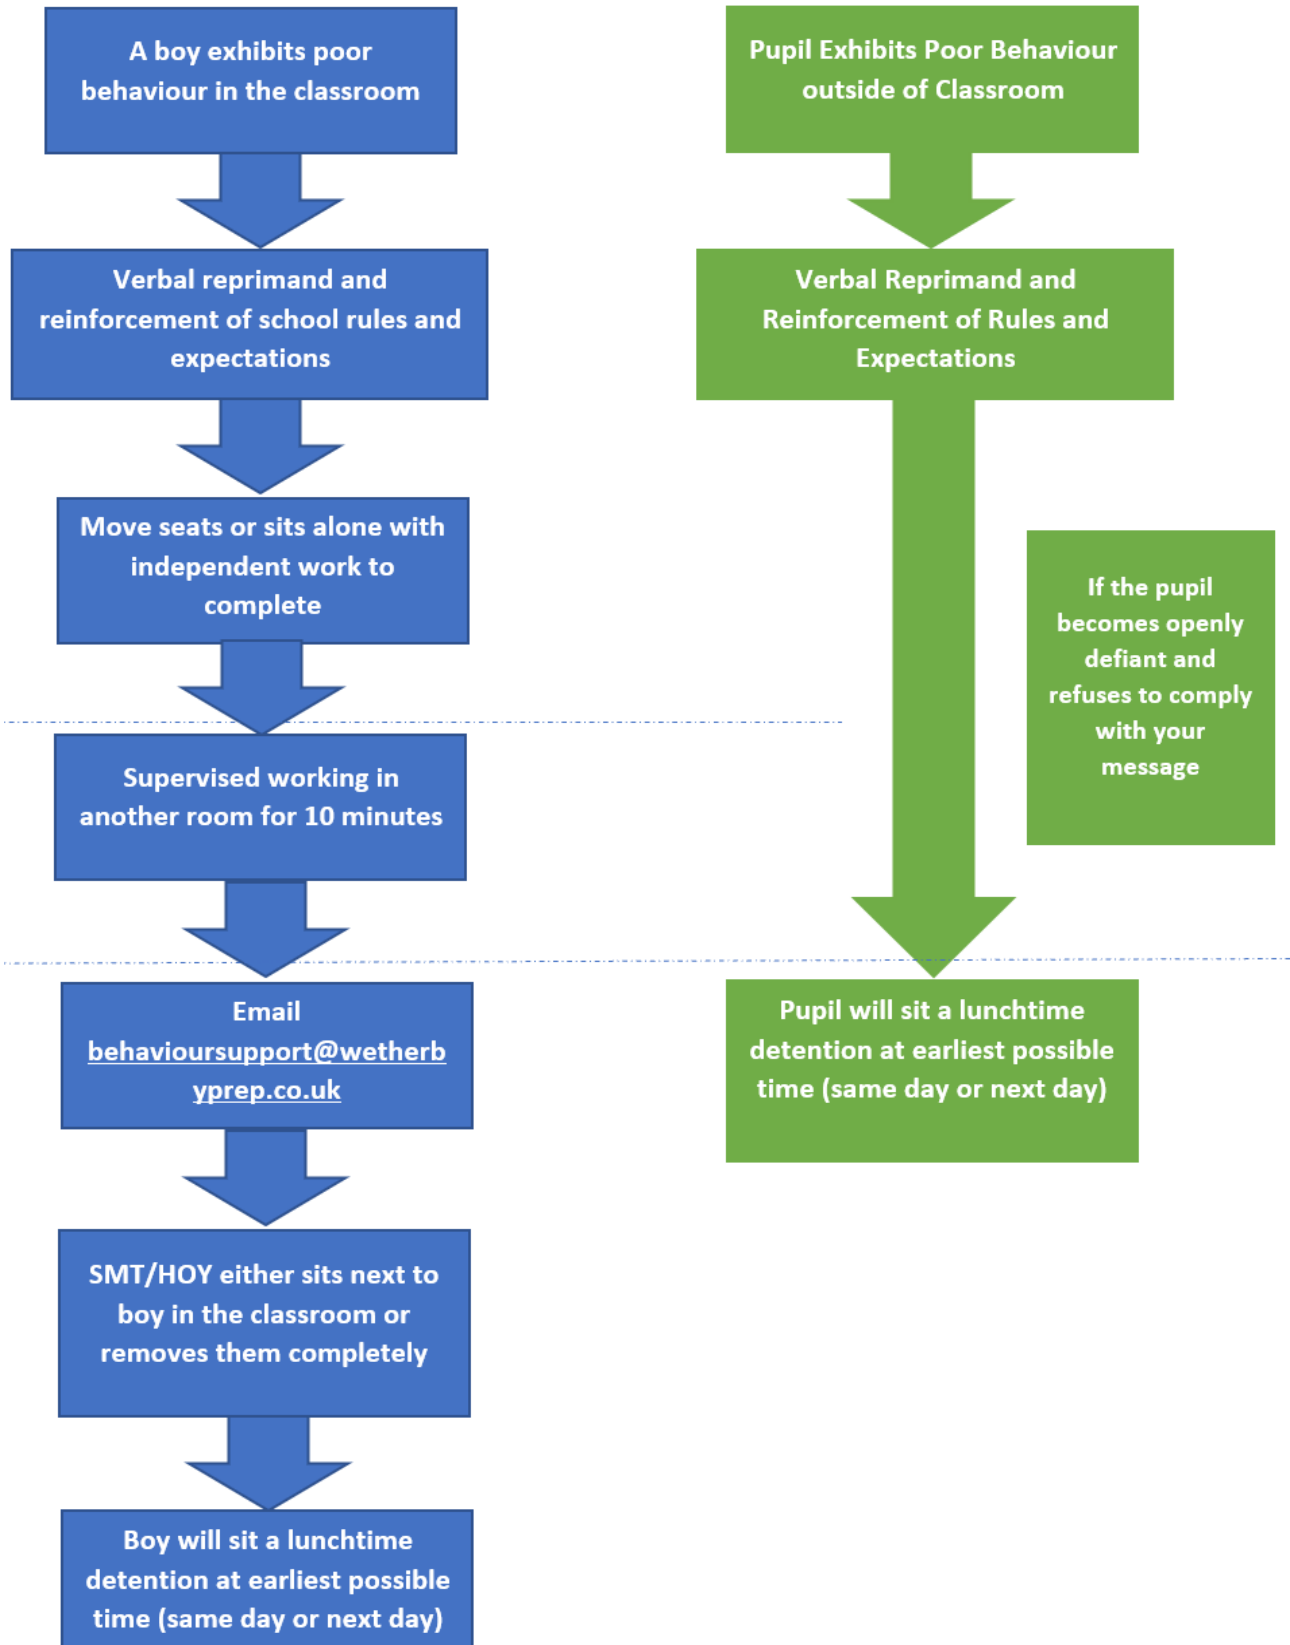 A boy exhibits poor
behaviour in the classroom
Verbal reprimand and
reinforcement of school rules and
expectations
Move seats or sits alone with
independent work to
complete
Supervised working in
another room for 10 minutes
Email
behavioursupport@wetherb
yprep.co.uk
SMT/HOY either sits next to
boy in the classroom or
removes them completely
Boy will sit a lunchtime
detention at earliest possible
time (same day or next day)
Pupil Exhibits Poor Behaviour
outside of Classroom
Verbal Reprimand and
Reinforcement of Rules and
Expectations
If the pupil
becomes openly
defiant and
refuses to comply
with your
message
Pupil will sit a lunchtime
detention at earliest possible
time (same day or next day)